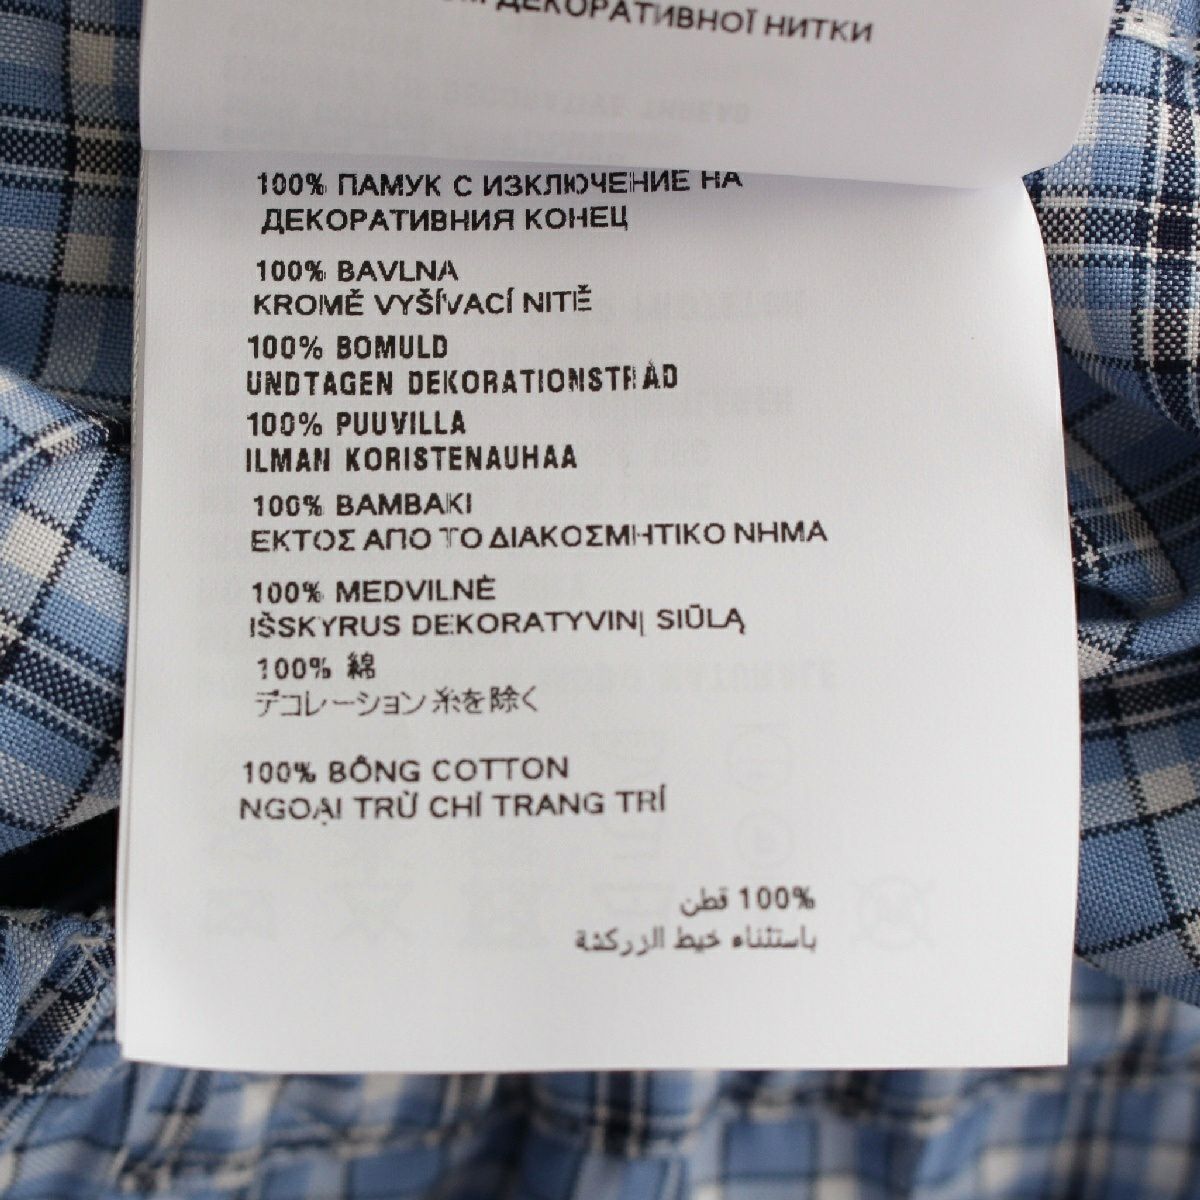 ДЕКОРАТИВНОЇ НИТКИ
100% ПАМУК С ИЗКЛЮЧЕНИЕ НА
ДЕКОРАТИВНИЯ КОНЕЦ
100% BAVLNA
KROMĚ VYŠÍVACÍ NITĚ
100% BOMULD
UNDTAGEN DEKORATIONSTRÅD
100% PUUVILLA
ILMAN KORISTENAUHAA
100% BAMBAKI
ΕΚΤΟΣ ΑΠΟ ΤΟ ΔΙΑΚΟΣΜΗΤΙΚΟ ΝΗΜΑ
100% MEDVILNĖ
IŠSKYRUS DEKORATYVINĮ SIŪLĄ
100% 綿
デコレーション糸を除く
100% BÔNG COTTON
NGOẠI TRỪ CHỈ TRANG TRÍ
100% قطن
باستثناء خيط الزركشة